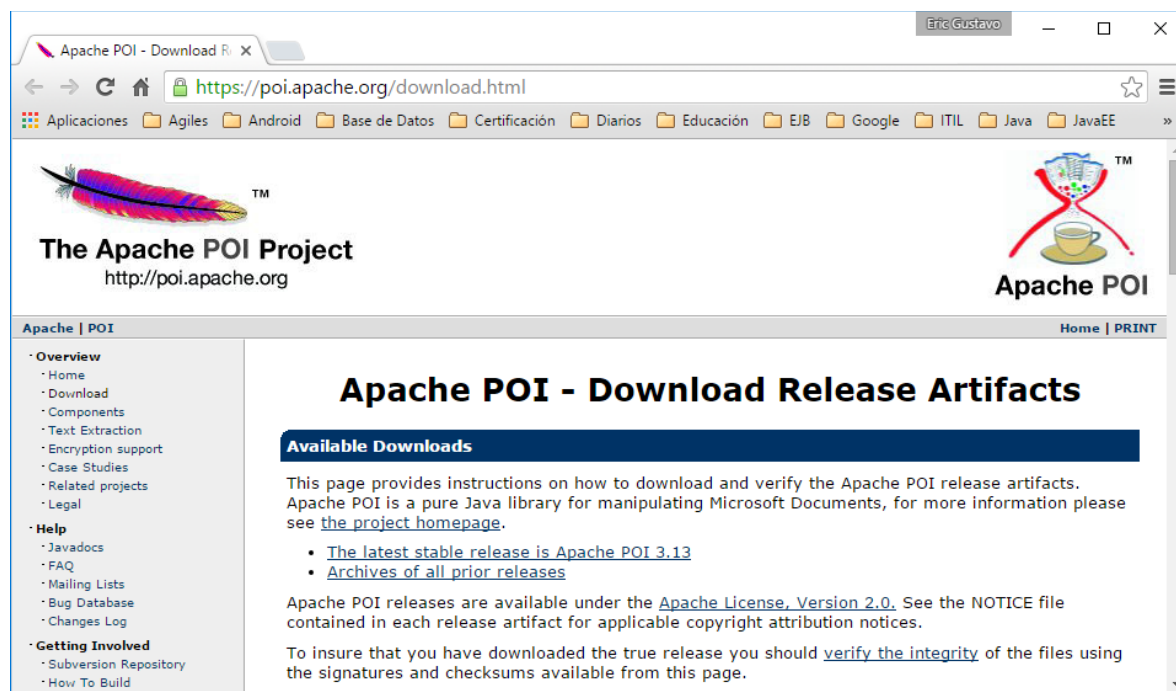 Eric Gustavo
Apache POI - Download R
https://poi.apache.org/download.html
Aplicaciones Agiles Android Base de Datos Certificación Diarios Educación EJB Google ITIL Java JavaEE »
TM
The Apache POI Project
http://poi.apache.org
TM
Apache POI
Apache | POI
Home | PRINT
· Overview
· Home
· Download
· Components
· Text Extraction
· Encryption support
· Case Studies
· Related projects
· Legal
· Help
· Javadocs
· FAQ
· Mailing Lists
· Bug Database
· Changes Log
· Getting Involved
· Subversion Repository
· How To Build
Apache POI - Download Release Artifacts
Available Downloads
This page provides instructions on how to download and verify the Apache POI release artifacts.
Apache POI is a pure Java library for manipulating Microsoft Documents, for more information please
see the project homepage.
• The latest stable release is Apache POI 3.13
• Archives of all prior releases
Apache POI releases are available under the Apache License, Version 2.0. See the NOTICE file
contained in each release artifact for applicable copyright attribution notices.
To insure that you have downloaded the true release you should verify the integrity of the files using
the signatures and checksums available from this page.